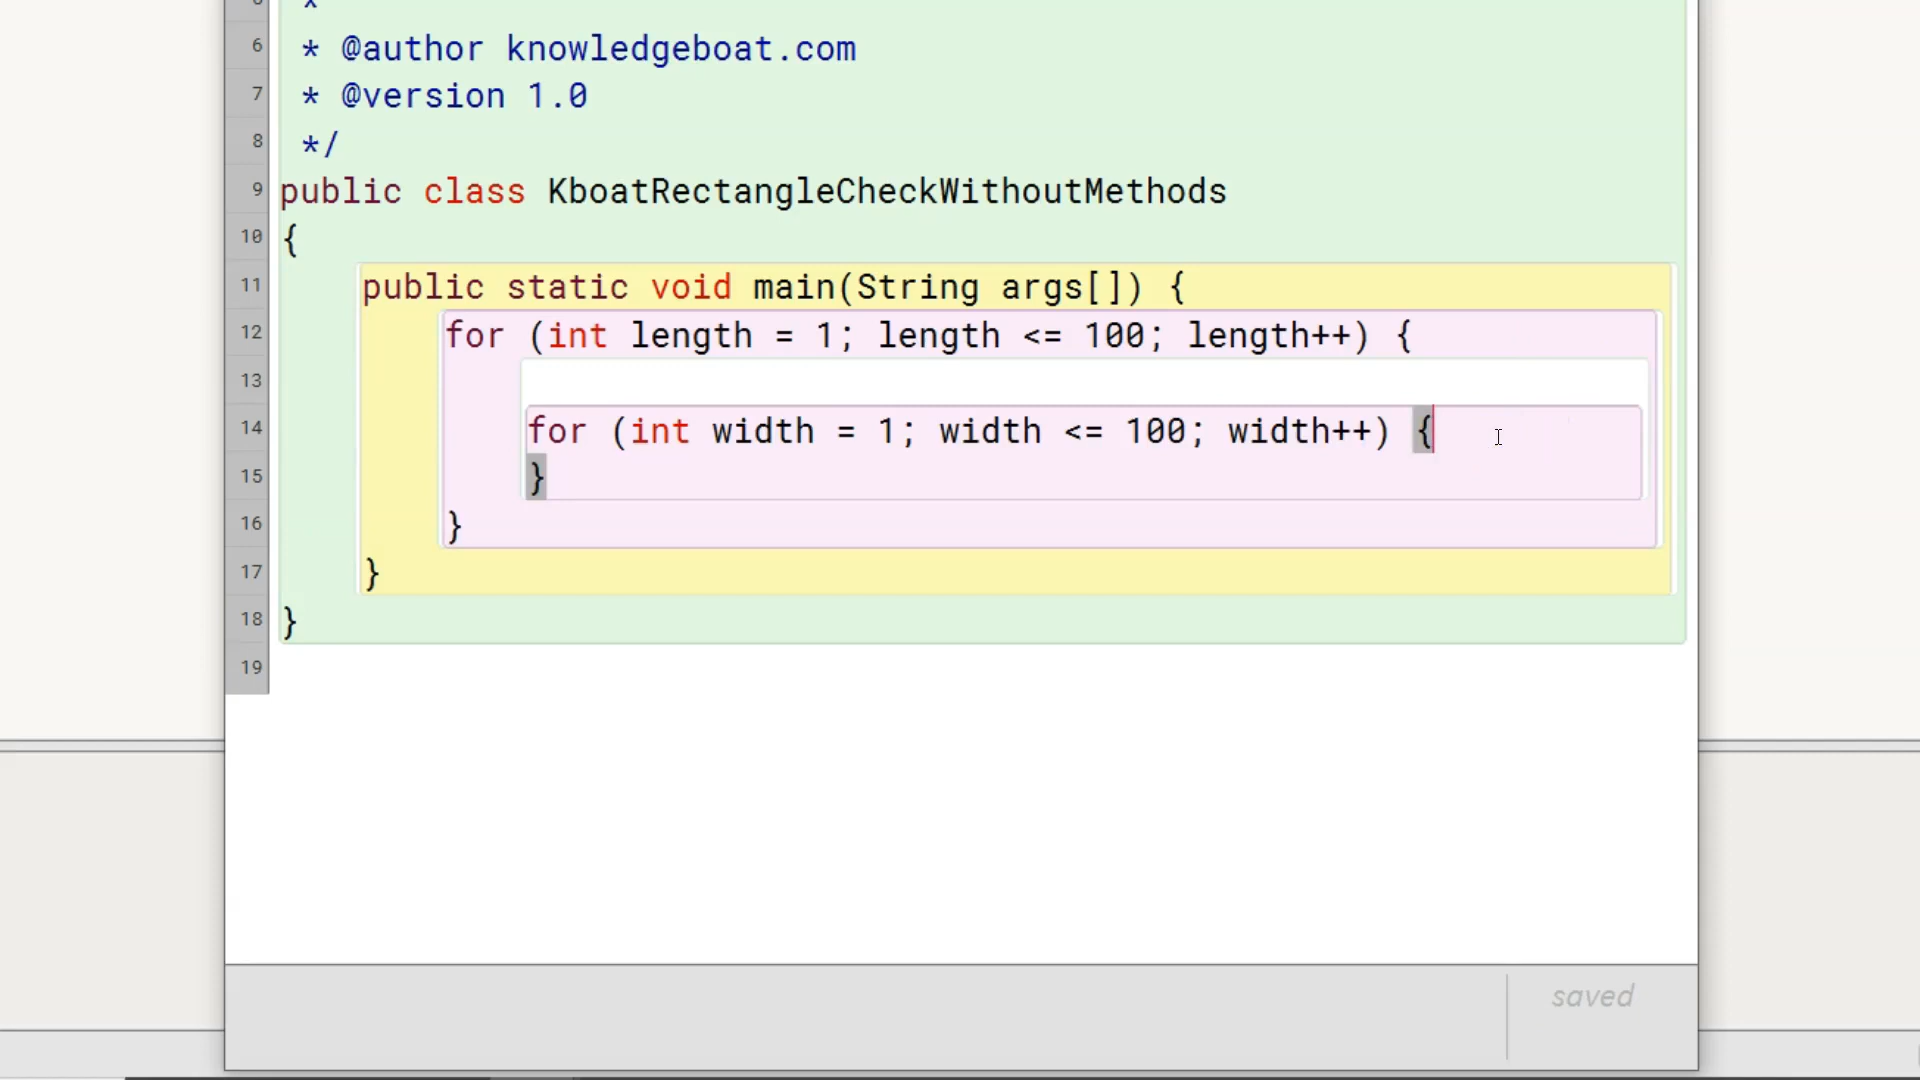 6 * @author knowledgeboat.com
7 * @version 1.0
8 */
9 public class KboatRectangleCheckWithoutMethods
10 {
11 public static void main(String args[]) {
12 for (int length = 1; length <= 100; length++) {
13
14 for (int width = 1; width <= 100; width++) {
15 }
16 }
17 }
18 }
19
saved